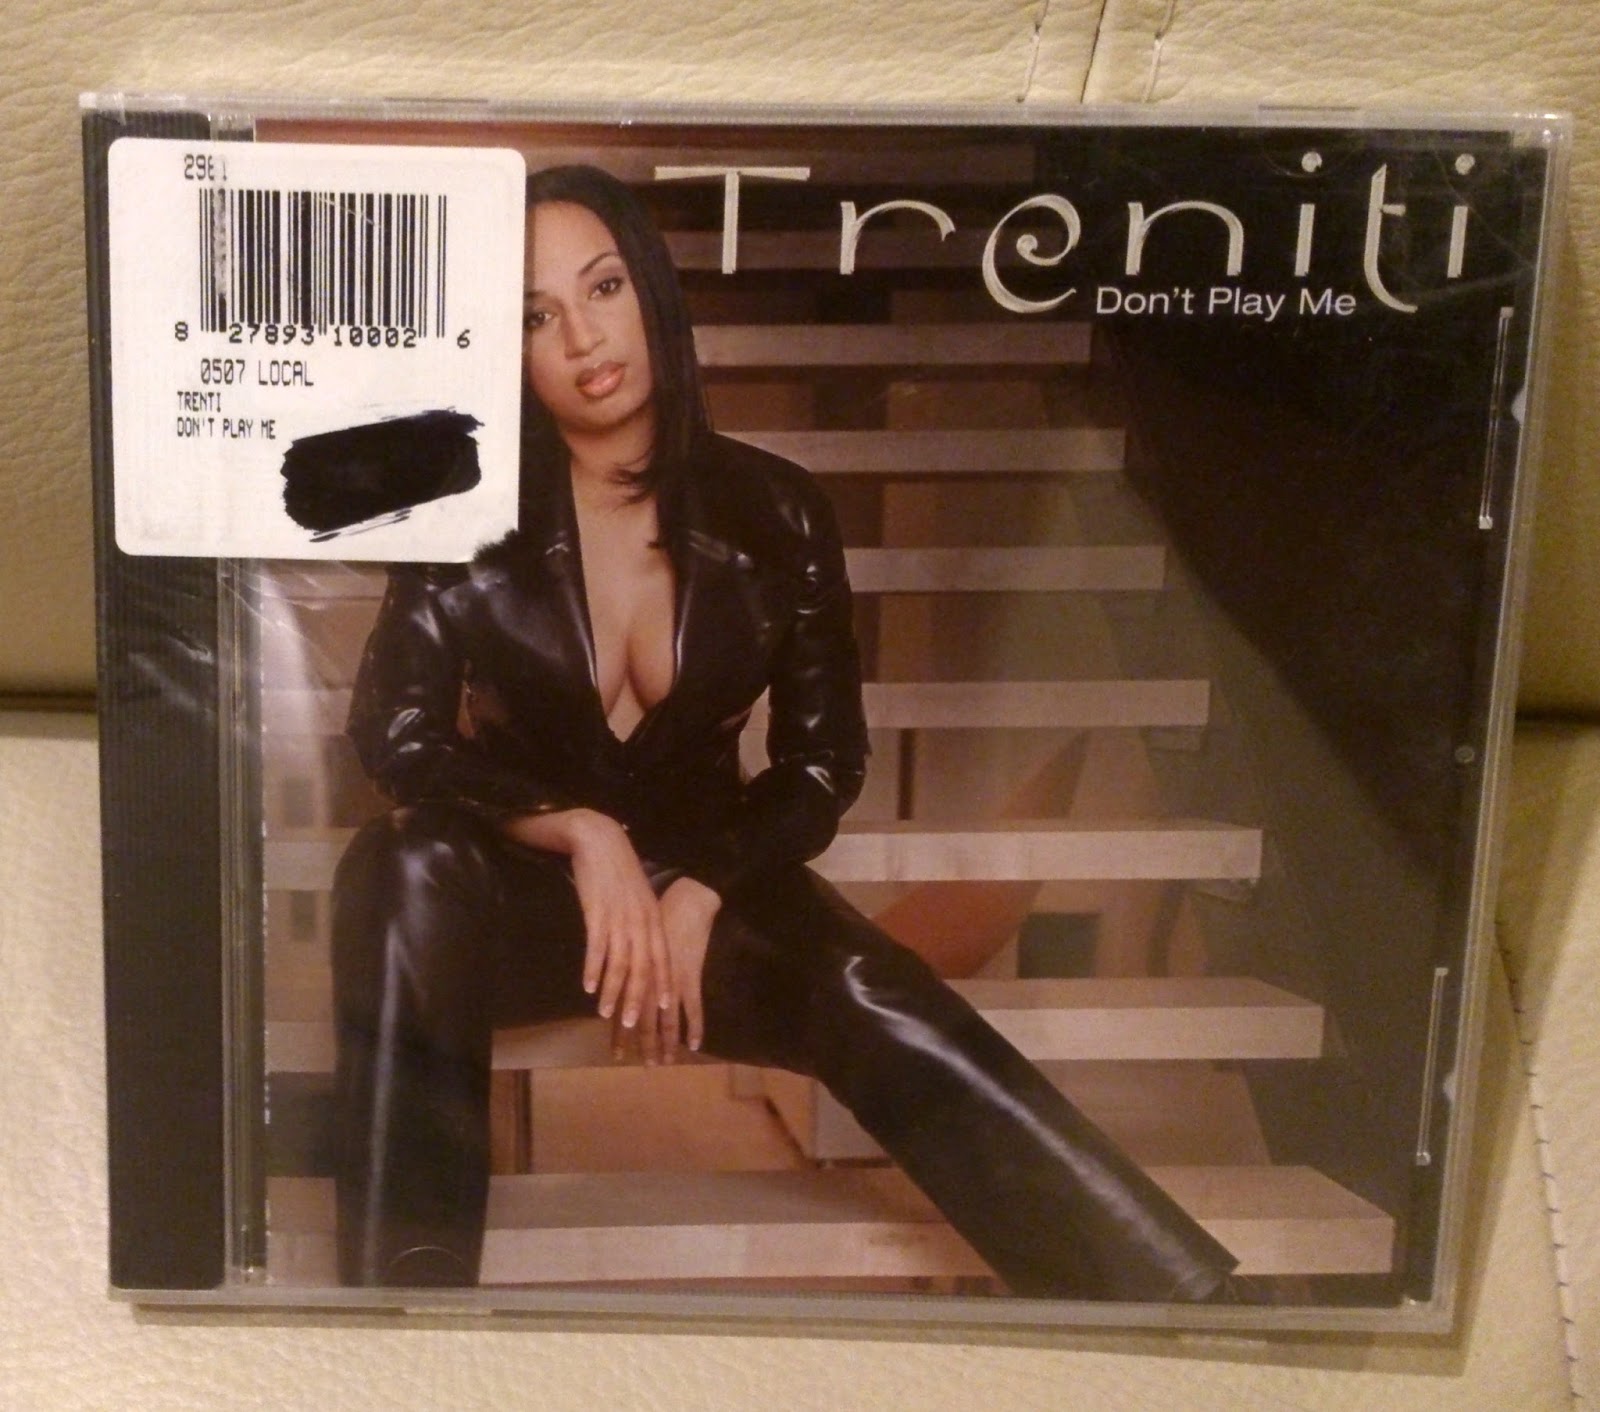 2981
8 27893 10002 6
0507 LOCAL
TRENTI
DON'T PLAY ME
Treniti
Don't Play Me